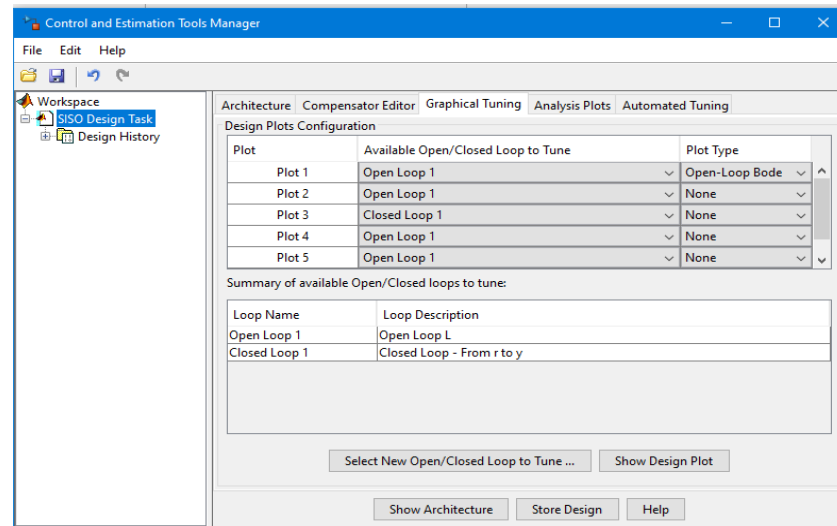 Control and Estimation Tools Manager
File Edit Help
Workspace
SISO Design Task
Design History
Architecture Compensator Editor Graphical Tuning Analysis Plots Automated Tuning
Design Plots Configuration
Plot Available Open/Closed Loop to Tune Plot Type
Plot 1 Open Loop 1 Open-Loop Bode
Plot 2 Open Loop 1 None
Plot 3 Closed Loop 1 None
Plot 4 Open Loop 1 None
Plot 5 Open Loop 1 None
Summary of available Open/Closed loops to tune:
Loop Name Loop Description
Open Loop 1 Open Loop L
Closed Loop 1 Closed Loop - From r to y
Select New Open/Closed Loop to Tune ... Show Design Plot
Show Architecture Store Design Help